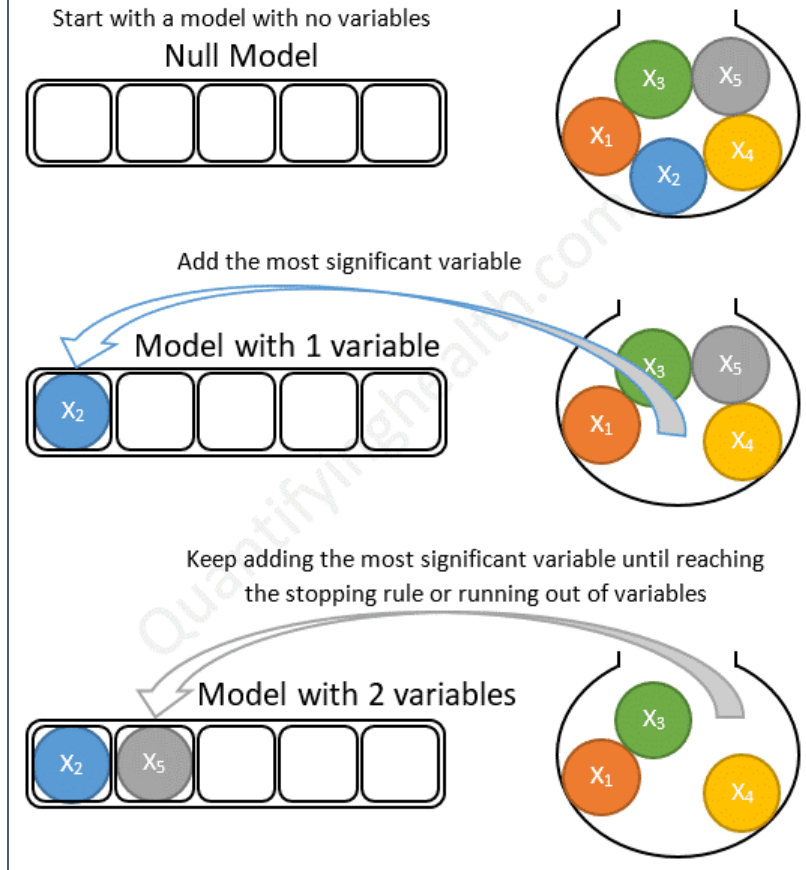 Start with a model with no variables
Null Model
X3
X5
X1
X4
X2
Add the most significant variable
Model with 1 variable
X3
X5
X2
X1
X4
Quantifyinghealth.com
Keep adding the most significant variable until reaching
the stopping rule or running out of variables
Model with 2 variables
X3
X2
X5
X1
X4